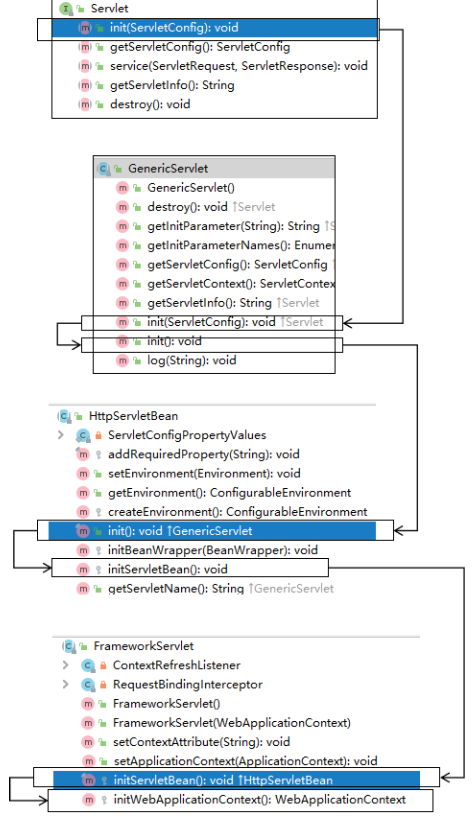 Servlet
init(ServletConfig): void
getServletConfig(): ServletConfig
service(ServletRequest, ServletResponse): void
getServletInfo(): String
destroy(): void
GenericServlet
GenericServlet()
destroy(): void ↑Servlet
getInitParameter(String): String ↑S
getInitParameterNames(): Enumer
getServletConfig(): ServletConfig ↑
getServletContext(): ServletContex
getServletInfo(): String ↑Servlet
init(ServletConfig): void ↑Servlet
init(): void
log(String): void
HttpServletBean
ServletConfigPropertyValues
addRequiredProperty(String): void
setEnvironment(Environment): void
getEnvironment(): ConfigurableEnvironment
createEnvironment(): ConfigurableEnvironment
init(): void ↑GenericServlet
initBeanWrapper(BeanWrapper): void
initServletBean(): void
getServletName(): String ↑GenericServlet
FrameworkServlet
ContextRefreshListener
RequestBindingInterceptor
FrameworkServlet()
FrameworkServlet(WebApplicationContext)
setContextAttribute(String): void
setApplicationContext(ApplicationContext): void
initServletBean(): void ↑HttpServletBean
initWebApplicationContext(): WebApplicationContext